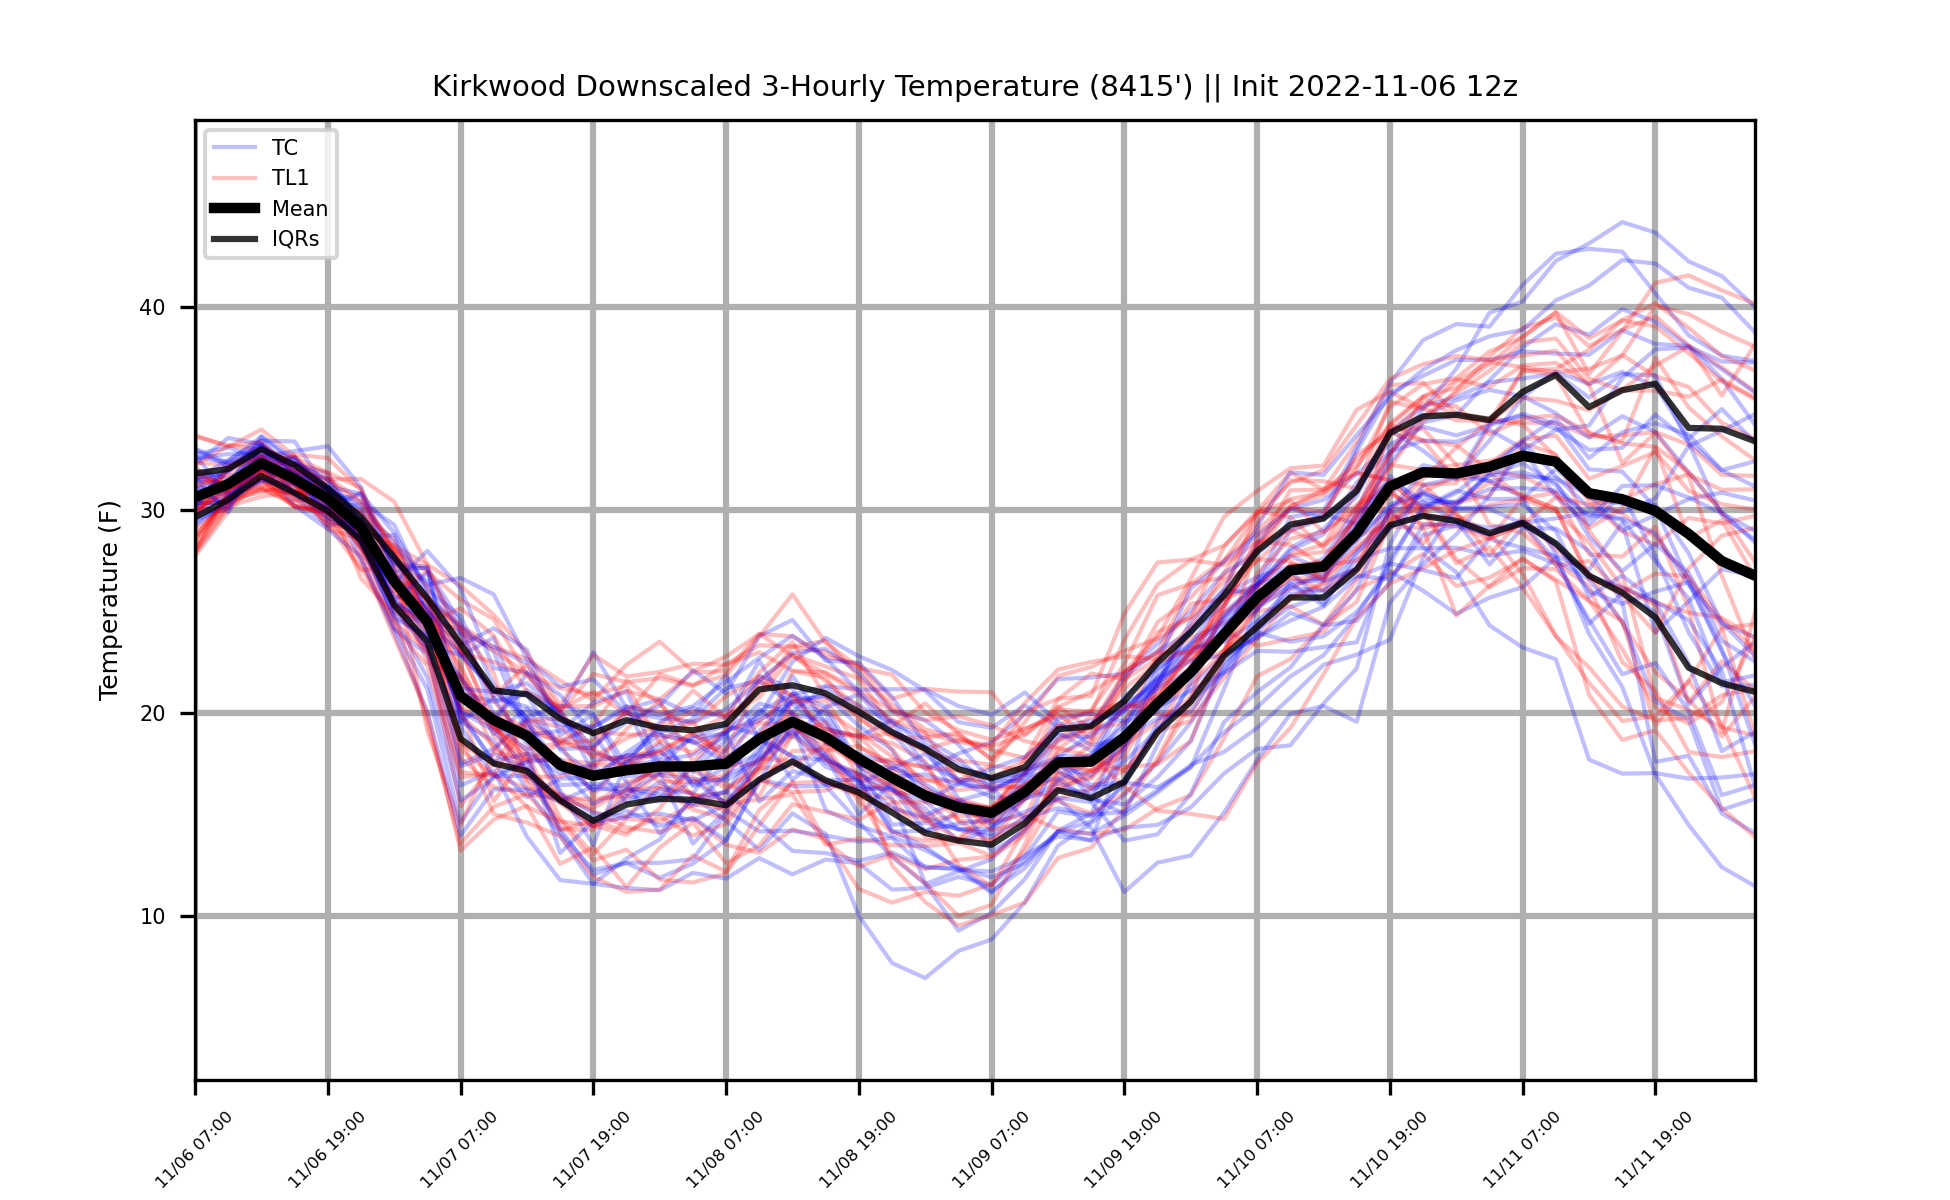 Kirkwood Downscaled 3-Hourly Temperature (8415') || Init 2022-11-06 12z
TC
TL1
Mean
IQRs
Temperature (F)
40
30
20
10
11/06 07:00
11/06 19:00
11/07 07:00
11/07 19:00
11/08 07:00
11/08 19:00
11/09 07:00
11/09 19:00
11/10 07:00
11/10 19:00
11/11 07:00
11/11 19:00